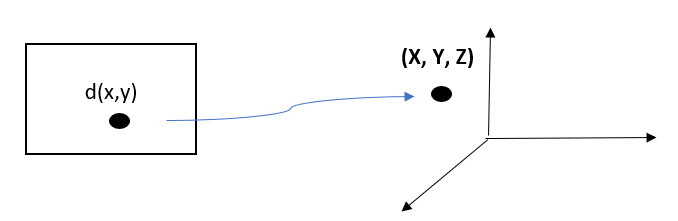 d(x,y)
(X, Y, Z)